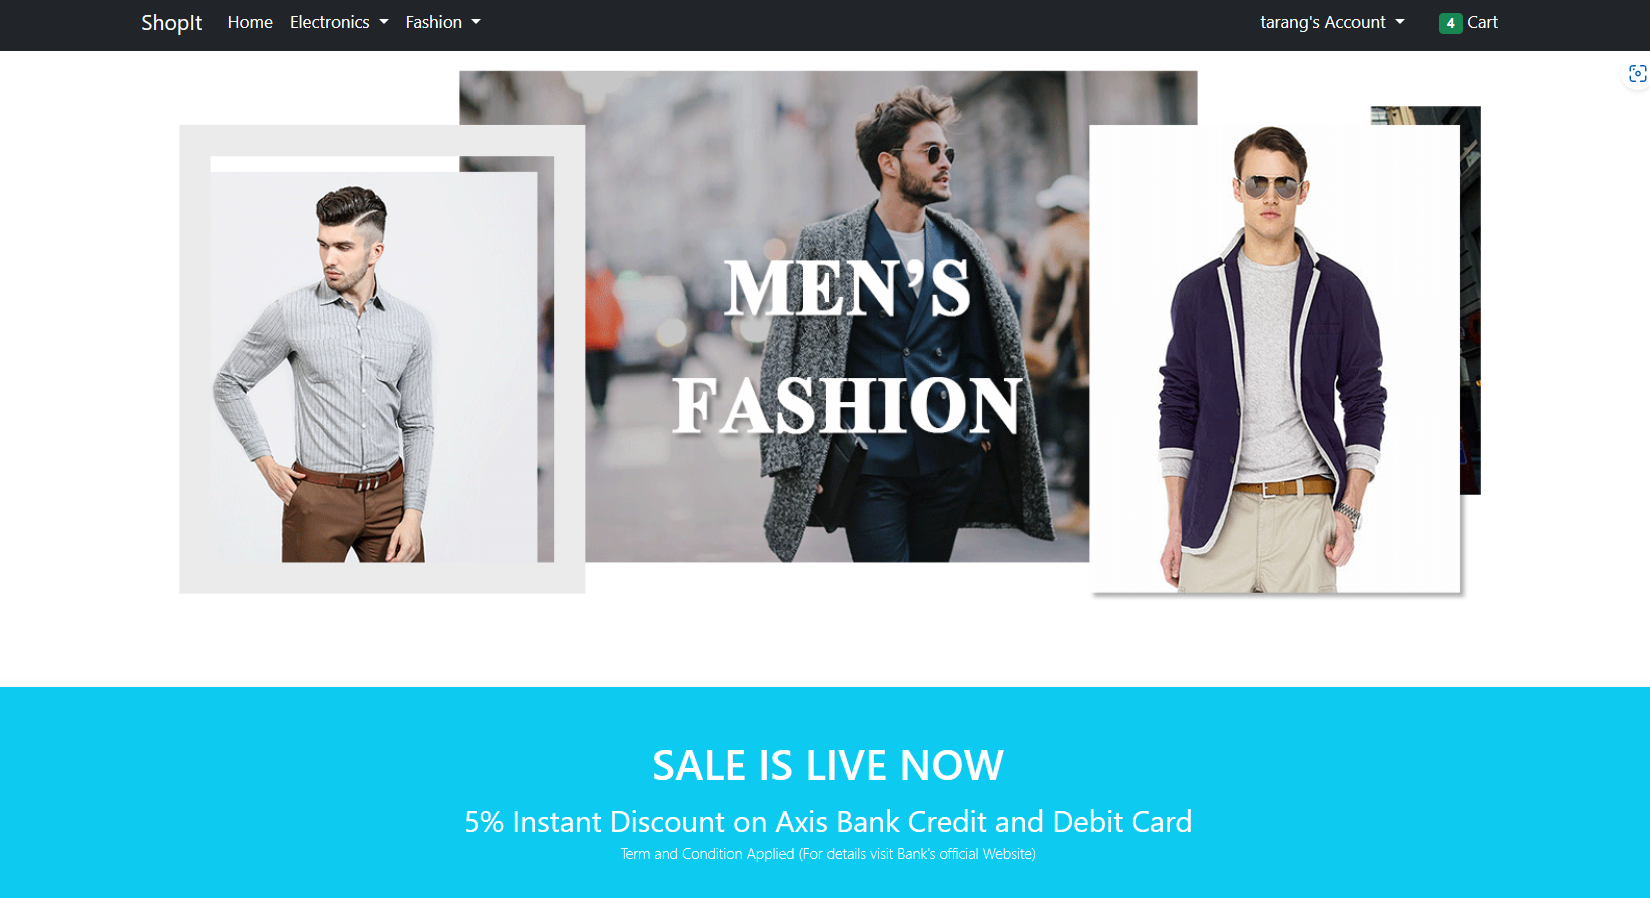 ShopIt Home Electronics Fashion tarang's Account 4 Cart
MEN'S
FASHION
SALE IS LIVE NOW
5% Instant Discount on Axis Bank Credit and Debit Card
Term and Condition Applied (For details visit Bank's official Website)